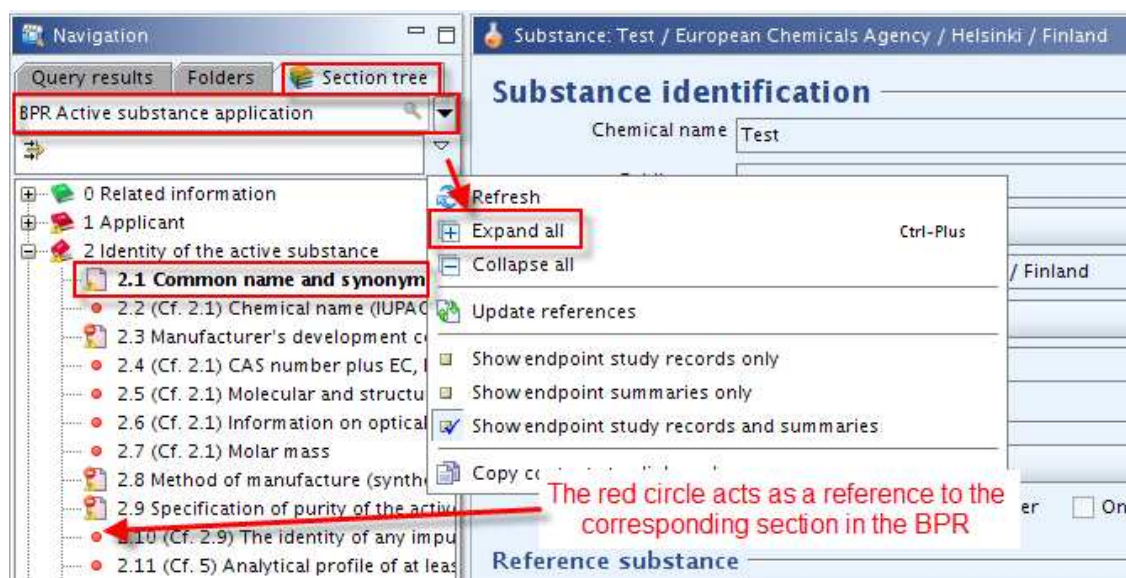 Navigation
Substance: Test / European Chemicals Agency / Helsinki / Finland
Query results Folders Section tree
BPR Active substance application
Substance identification
Chemical name Test
0 Related information
1 Applicant
2 Identity of the active substance
2.1 Common name and synonym
2.2 (Cf. 2.1) Chemical name (IUPAC
2.3 Manufacturer's development c
2.4 (Cf. 2.1) CAS number plus EC,
2.5 (Cf. 2.1) Molecular and structu
2.6 (Cf. 2.1) Information on optical
2.7 (Cf. 2.1) Molar mass
2.8 Method of manufacture (synth
2.9 Specification of purity of the active
2.10 (Cf. 2.9) The identity of any impu
2.11 (Cf. 5) Analytical profile of at leas
Refresh
Expand all Ctrl-Plus
Collapse all
Update references
Show endpoint study records only
Show endpoint summaries only
Show endpoint study records and summaries
Copy
/ Finland
The red circle acts as a reference to the
corresponding section in the BPR
er On
Reference substance